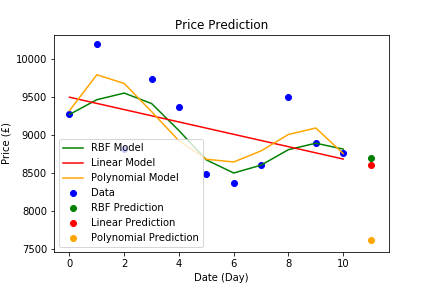 Price Prediction
Price (£)
10000
9500
9000
8500
8000
7500
RBF Model
Linear Model
Polynomial Model
Data
RBF Prediction
Linear Prediction
Polynomial Prediction
0 2 4 6 8 10
Date (Day)